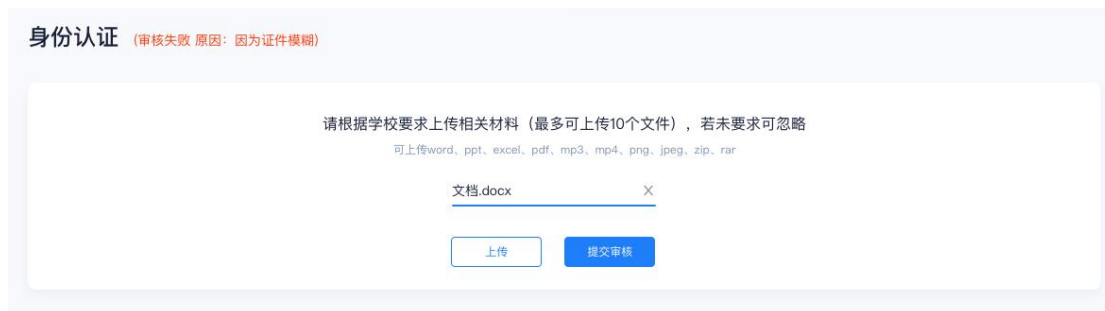 身份认证 (审核失败 原因：因为证件模糊)
请根据学校要求上传相关材料（最多可上传10个文件）, 若未要求可忽略
可上传word、ppt、excel、pdf、mp3、mp4、png、jpeg、zip、rar
文档.docx
上传 提交审核